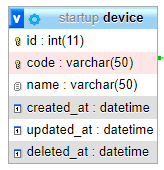 v startup device
id : int(11)
code : varchar(50)
name : varchar(50)
created_at : datetime
updated_at : datetime
deleted_at : datetime